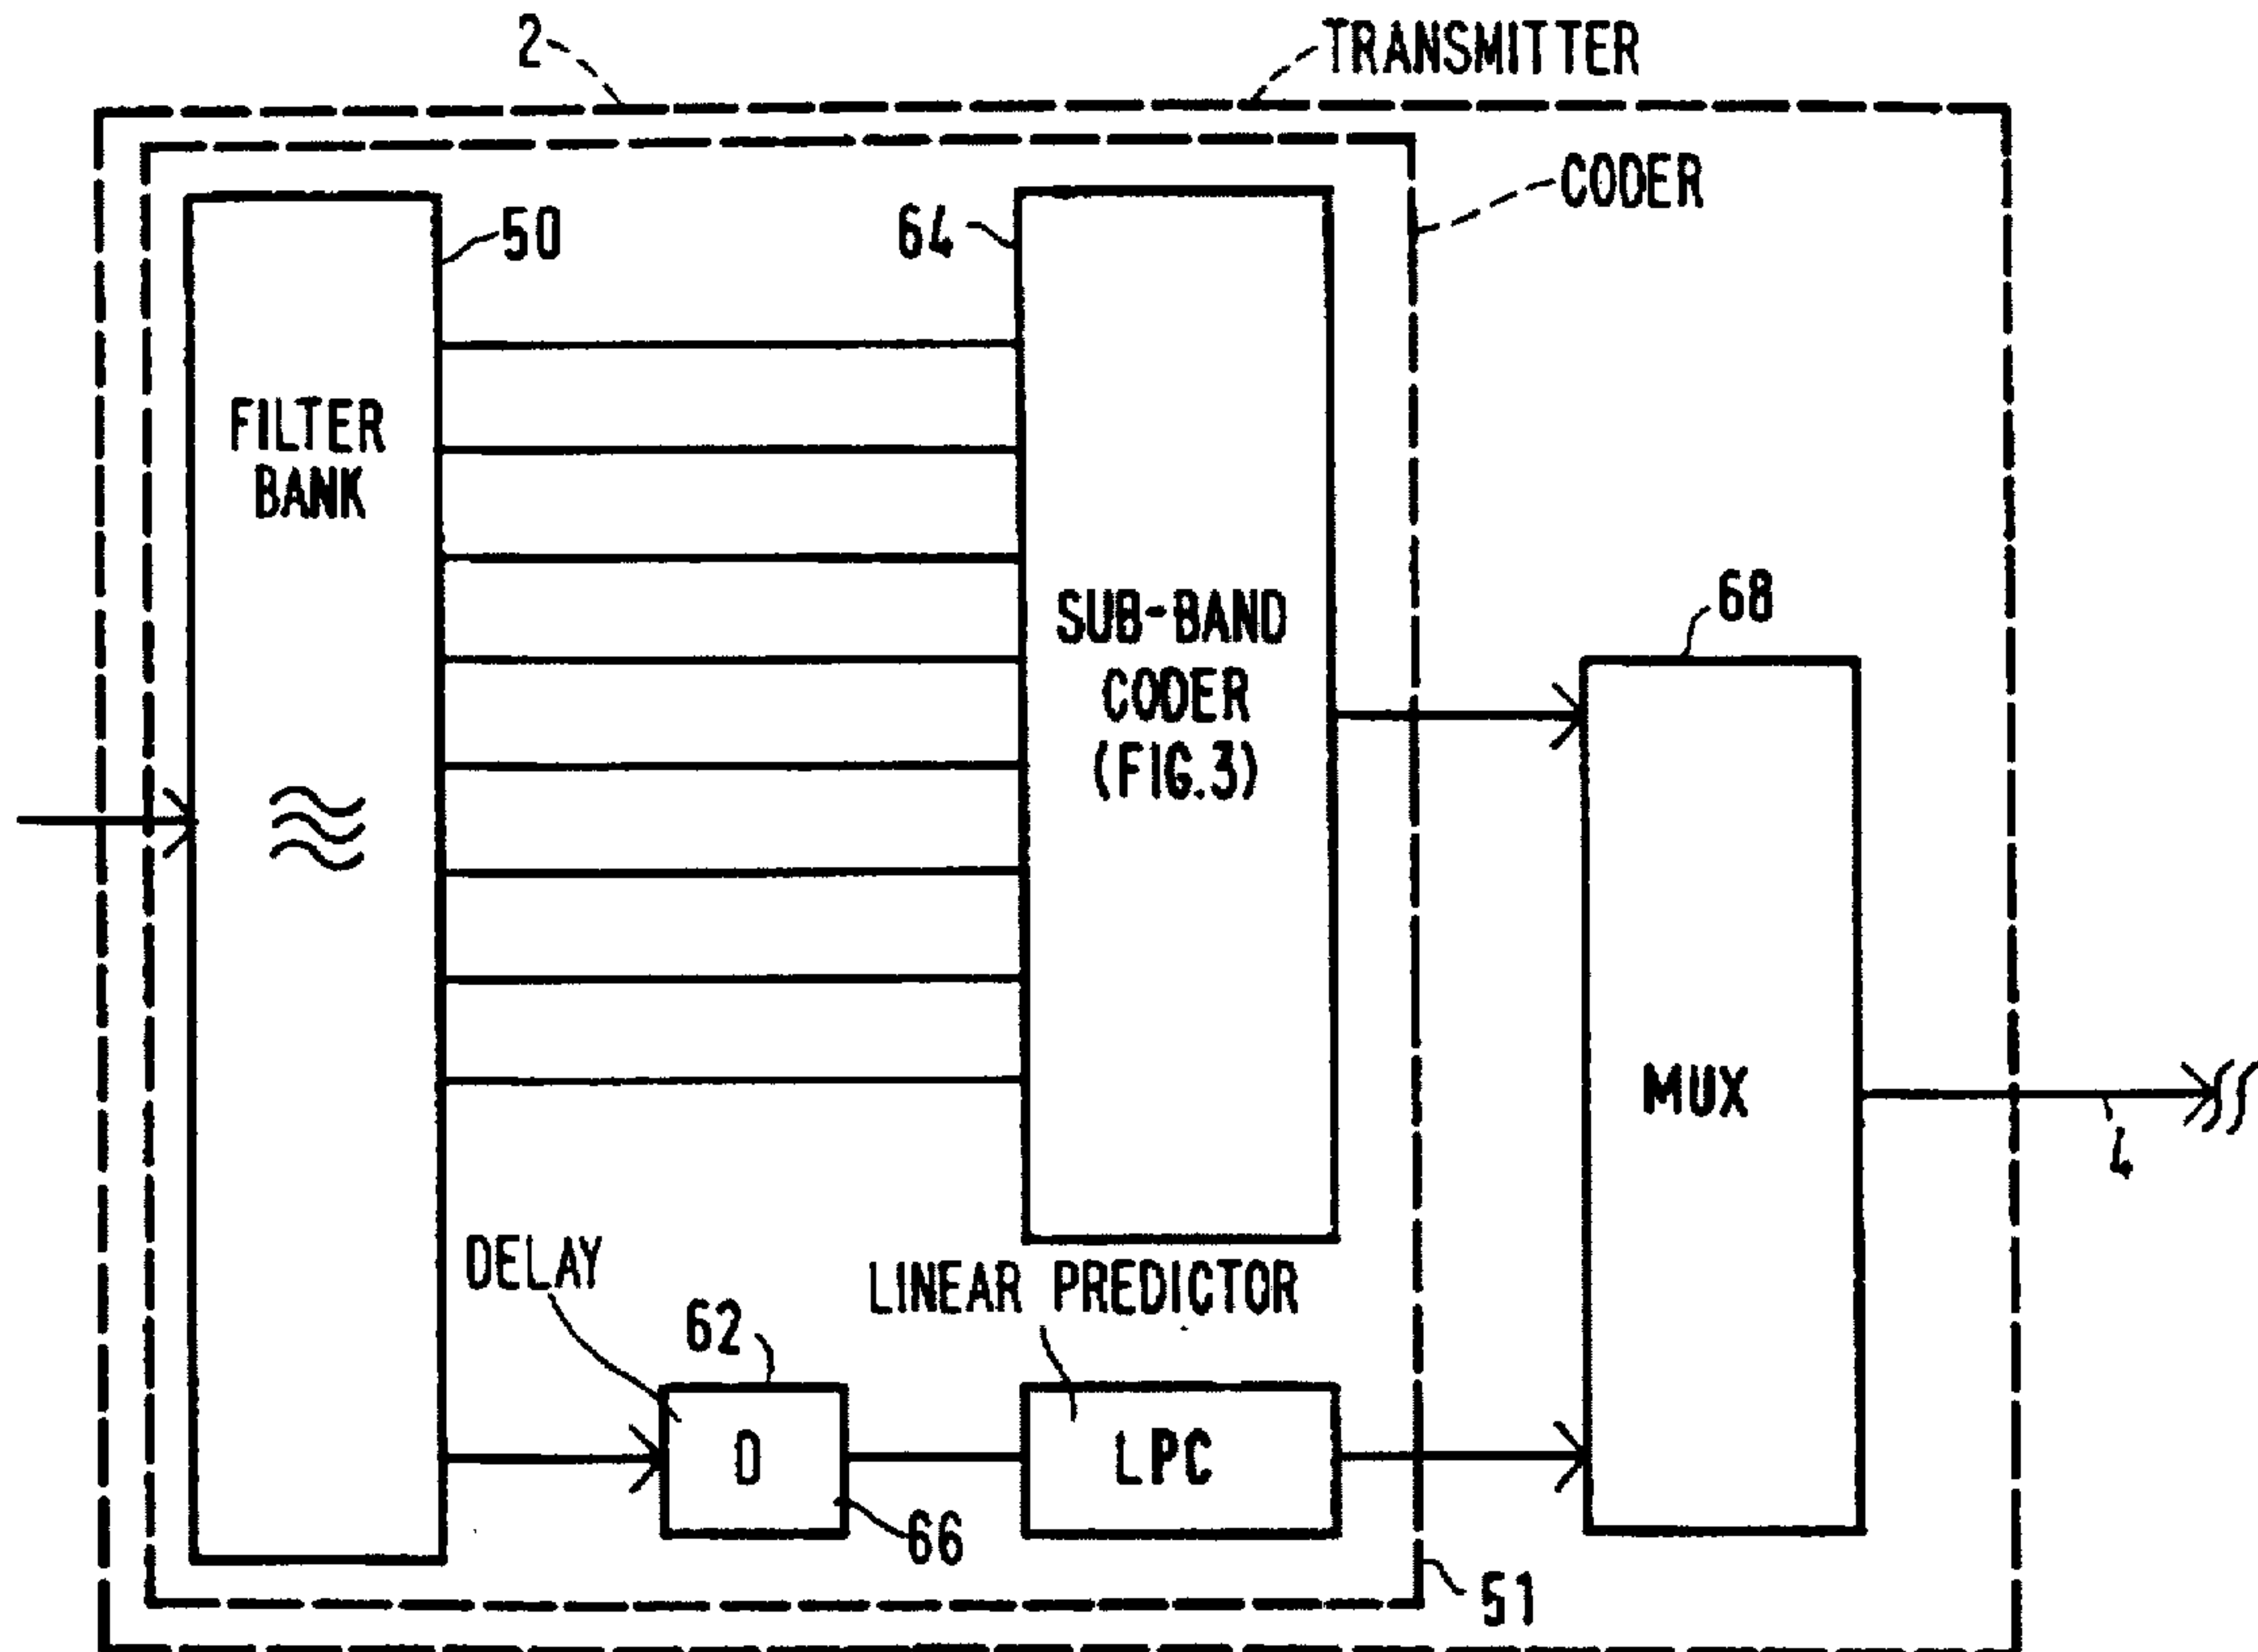 2
TRANSMITTER
CODER
50
64
FILTER
BANK
SUB-BAND
CODER
(FIG.3)
68
MUX
4
DELAY
LINEAR PREDICTOR
62
D
LPC
66
51